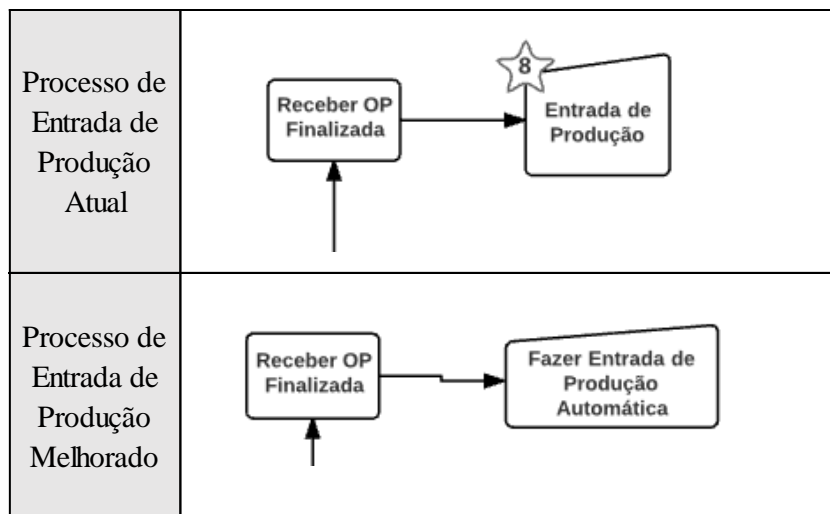 Processo de
Entrada de
Produção
Atual
8
Receber OP
Finalizada
Entrada de
Produção
Processo de
Entrada de
Produção
Melhorado
Receber OP
Finalizada
Fazer Entrada de
Produção
Automática